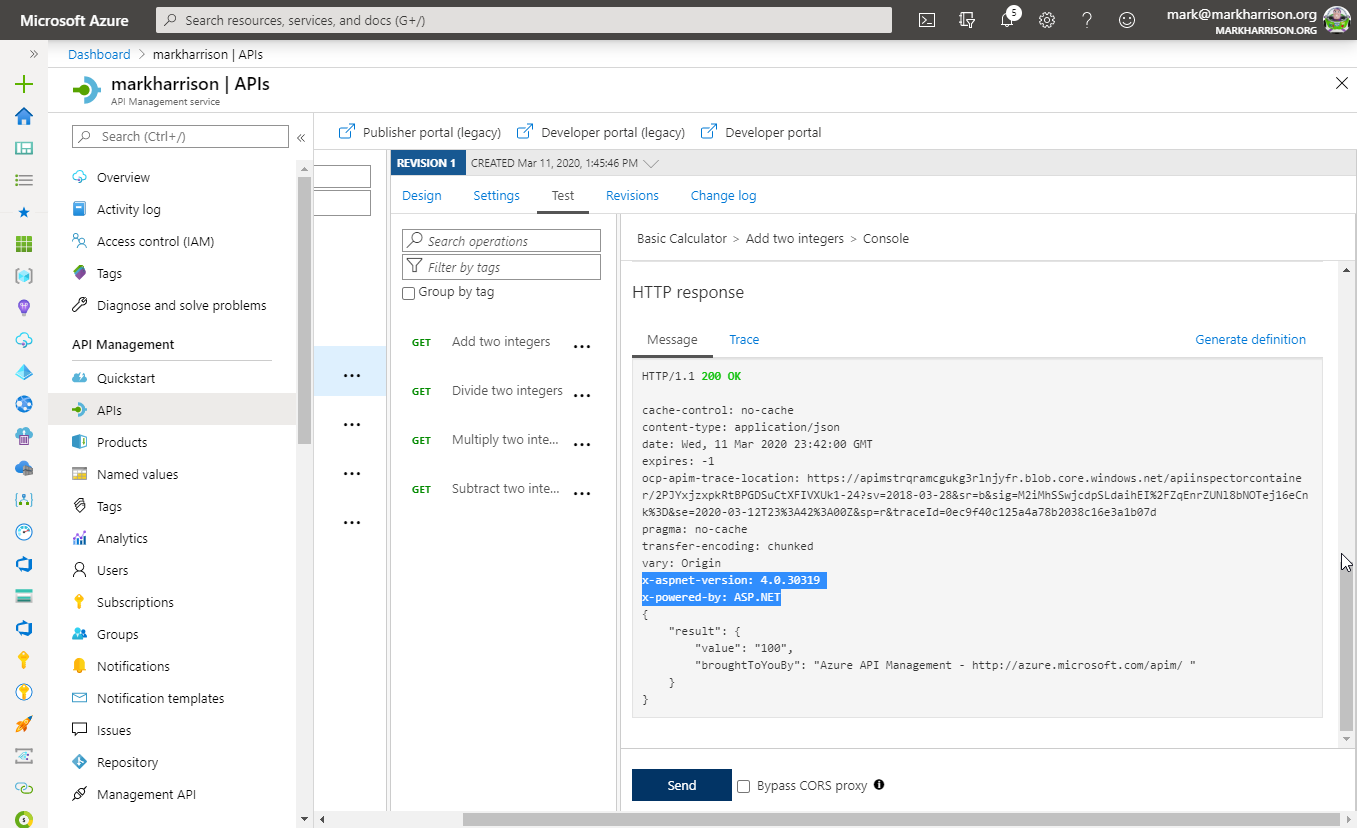 Microsoft Azure
Search resources, services, and docs (G+/)
5
mark@markharrison.org
MARKHARRISON.ORG
Dashboard > markharrison | APIs
markharrison | APIs
API Management service
Search (Ctrl+/)
Overview
Activity log
Access control (IAM)
Tags
Diagnose and solve problems
API Management
Quickstart
APIs
Products
Named values
Tags
Analytics
Users
Subscriptions
Groups
Notifications
Notification templates
Issues
Repository
Management API
Publisher portal (legacy)
Developer portal (legacy)
Developer portal
REVISION 1
CREATED Mar 11, 2020, 1:45:46 PM
Design
Settings
Test
Revisions
Change log
Search operations
Filter by tags
Group by tag
GET Add two integers ...
GET Divide two integers ...
GET Multiply two inte... ...
GET Subtract two inte... ...
Basic Calculator > Add two integers > Console
HTTP response
Message
Trace
Generate definition
HTTP/1.1 200 OK
cache-control: no-cache
content-type: application/json
date: Wed, 11 Mar 2020 23:42:00 GMT
expires: -1
ocp-apim-trace-location: https://apimstrqramcgukg3rlnjyfr.blob.core.windows.net/apiinspectorcontaine
r/2PJYxjzxpkRtBPGDSuCtXFIVXUk1-24?sv=2018-03-28&sr=b&sig=M2iMhSSwjcdpSLdaihEI%2FZqEnrZUNl8bNOTej16eCn
k%3D&se=2020-03-12T23%3A42%3A00Z&sp=r&traceId=0ec9f40c125a4a78b2038c16e3a1b07d
pragma: no-cache
transfer-encoding: chunked
vary: Origin
x-aspnet-version: 4.0.30319
x-powered-by: ASP.NET
{
"result": {
"value": "100",
"broughtToYouBy": "Azure API Management - http://azure.microsoft.com/apim/ "
}
}
Send
Bypass CORS proxy